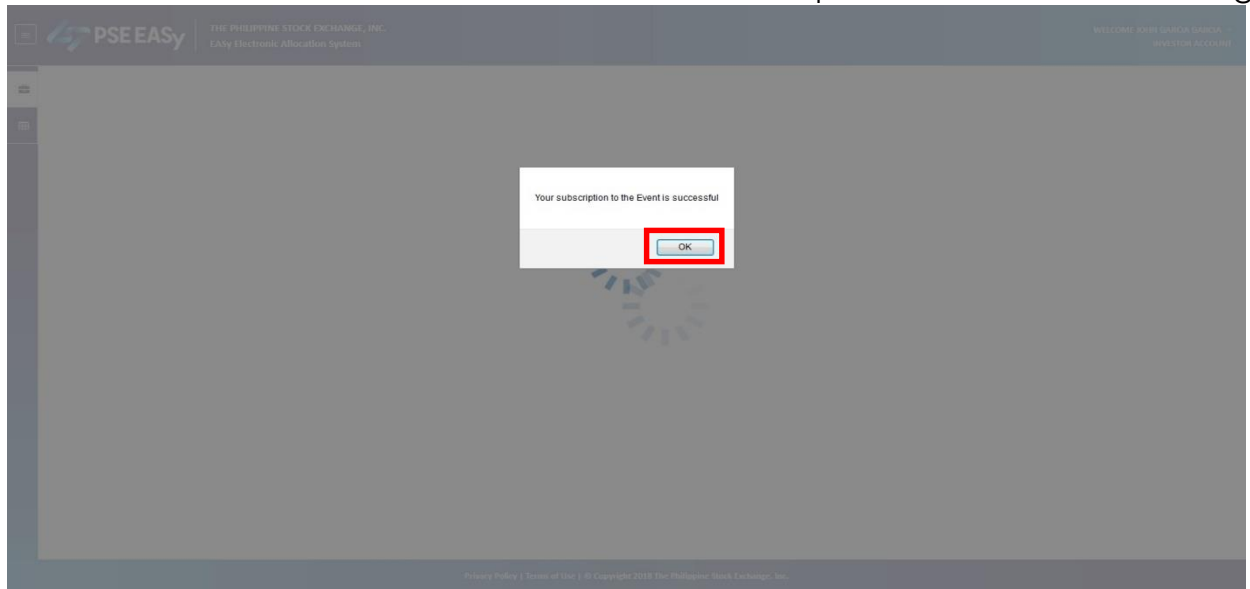 PSE EASy
THE PHILIPPINE STOCK EXCHANGE, INC.
EASy Electronic Allocation System
WELCOME JOHN GARCIA GARCIA
INVESTOR ACCOUNT
Your subscription to the Event is successful
OK
Privacy Policy | Terms of Use | © Copyright 2018 The Philippine Stock Exchange, Inc.